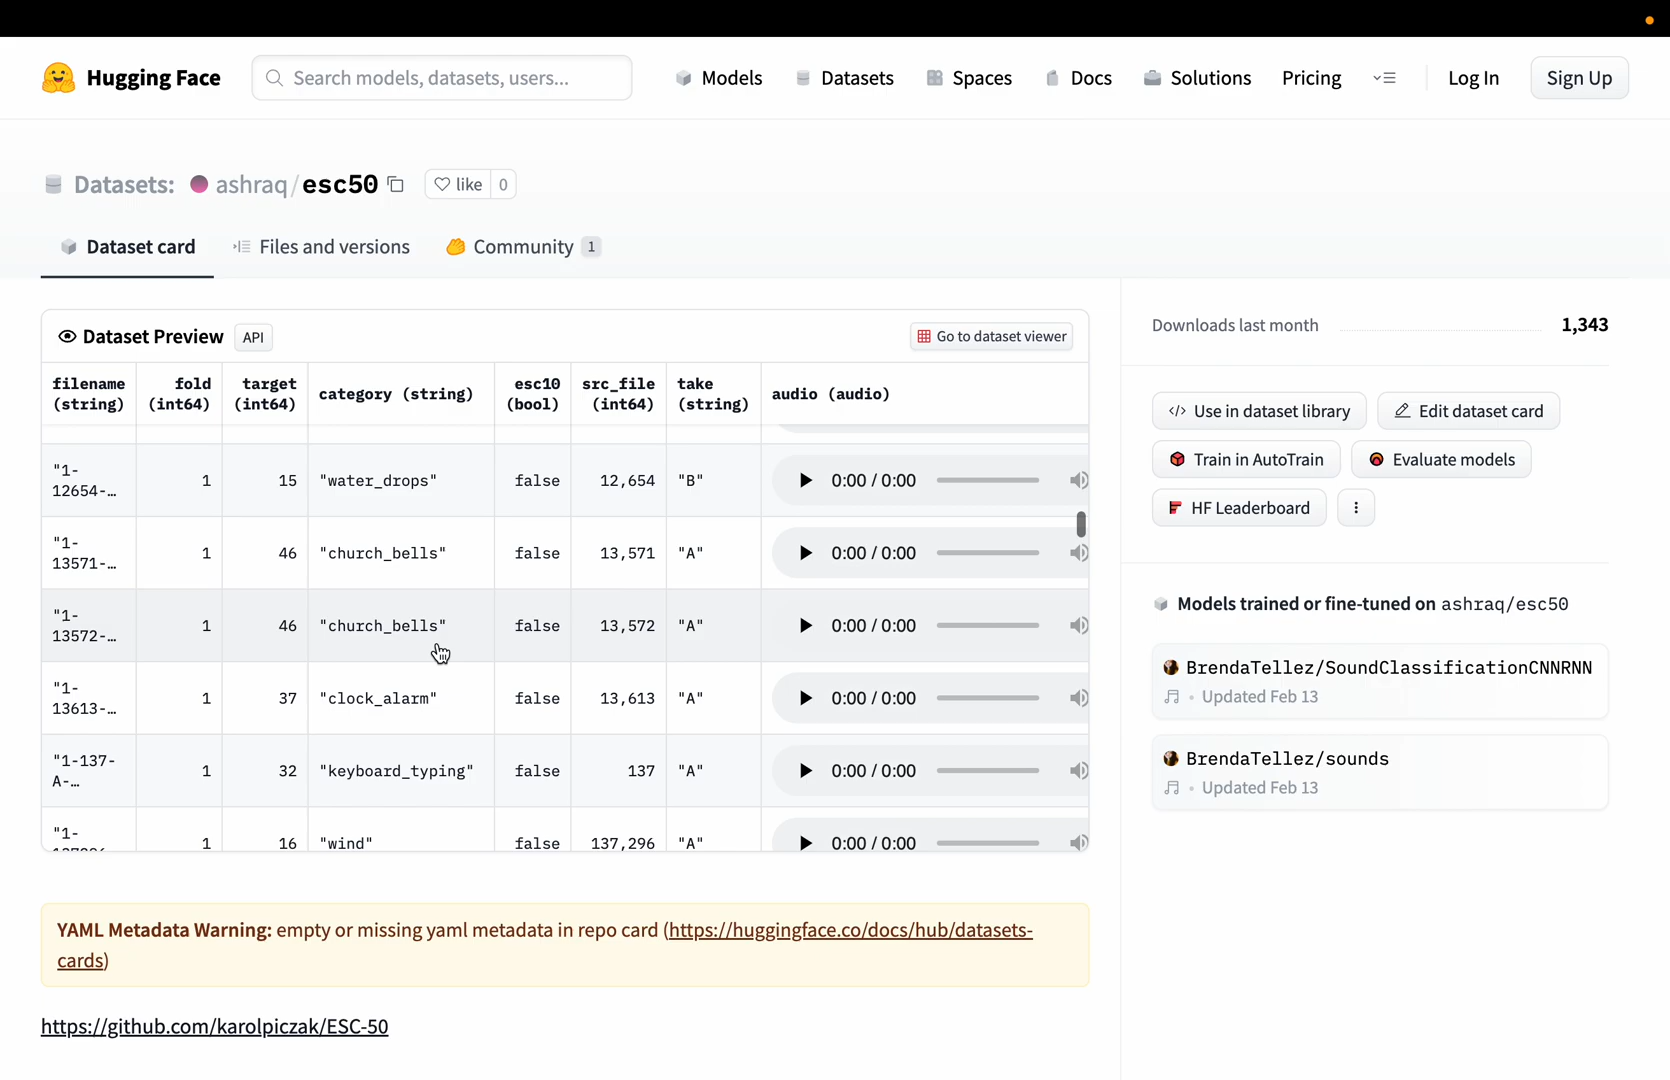 Hugging Face
Search models, datasets, users...
Models
Datasets
Spaces
Docs
Solutions
Pricing
Log In
Sign Up
Datasets: ashraq/esc50
like 0
Dataset card
Files and versions
Community 1
Dataset Preview API
Go to dataset viewer
filename (string) fold (int64) target (int64) category (string) esc10 (bool) src_file (int64) take (string) audio (audio)
"1-12654-… 1 15 "water_drops" false 12,654 "B" 0:00 / 0:00
"1-13571-… 1 46 "church_bells" false 13,571 "A" 0:00 / 0:00
"1-13572-… 1 46 "church_bells" false 13,572 "A" 0:00 / 0:00
"1-13613-… 1 37 "clock_alarm" false 13,613 "A" 0:00 / 0:00
"1-137-A-… 1 32 "keyboard_typing" false 137 "A" 0:00 / 0:00
"1- 1 16 "wind" false 137,296 "A" 0:00 / 0:00
YAML Metadata Warning: empty or missing yaml metadata in repo card (https://huggingface.co/docs/hub/datasets-
cards)
https://github.com/karolpiczak/ESC-50
Downloads last month 1,343
</> Use in dataset library
Edit dataset card
Train in AutoTrain
Evaluate models
HF Leaderboard
Models trained or fine-tuned on ashraq/esc50
BrendaTellez/SoundClassificationCNNRNN
• Updated Feb 13
BrendaTellez/sounds
• Updated Feb 13